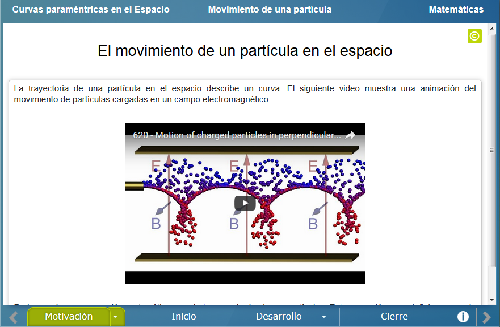 Curvas paraméntricas en el Espacio Movimiento de una partícula Matemáticas
El movimiento de un partícula en el espacio
La trayectoria de una partícula en el espacio describe un curva. El siguiente video muestra una animación del
movimiento de partículas cargadas en un campo electromagnético
620 - Motion of charged particles in perpendicular...
E E E
B B B
Motivación Inicio Desarrollo Cierre